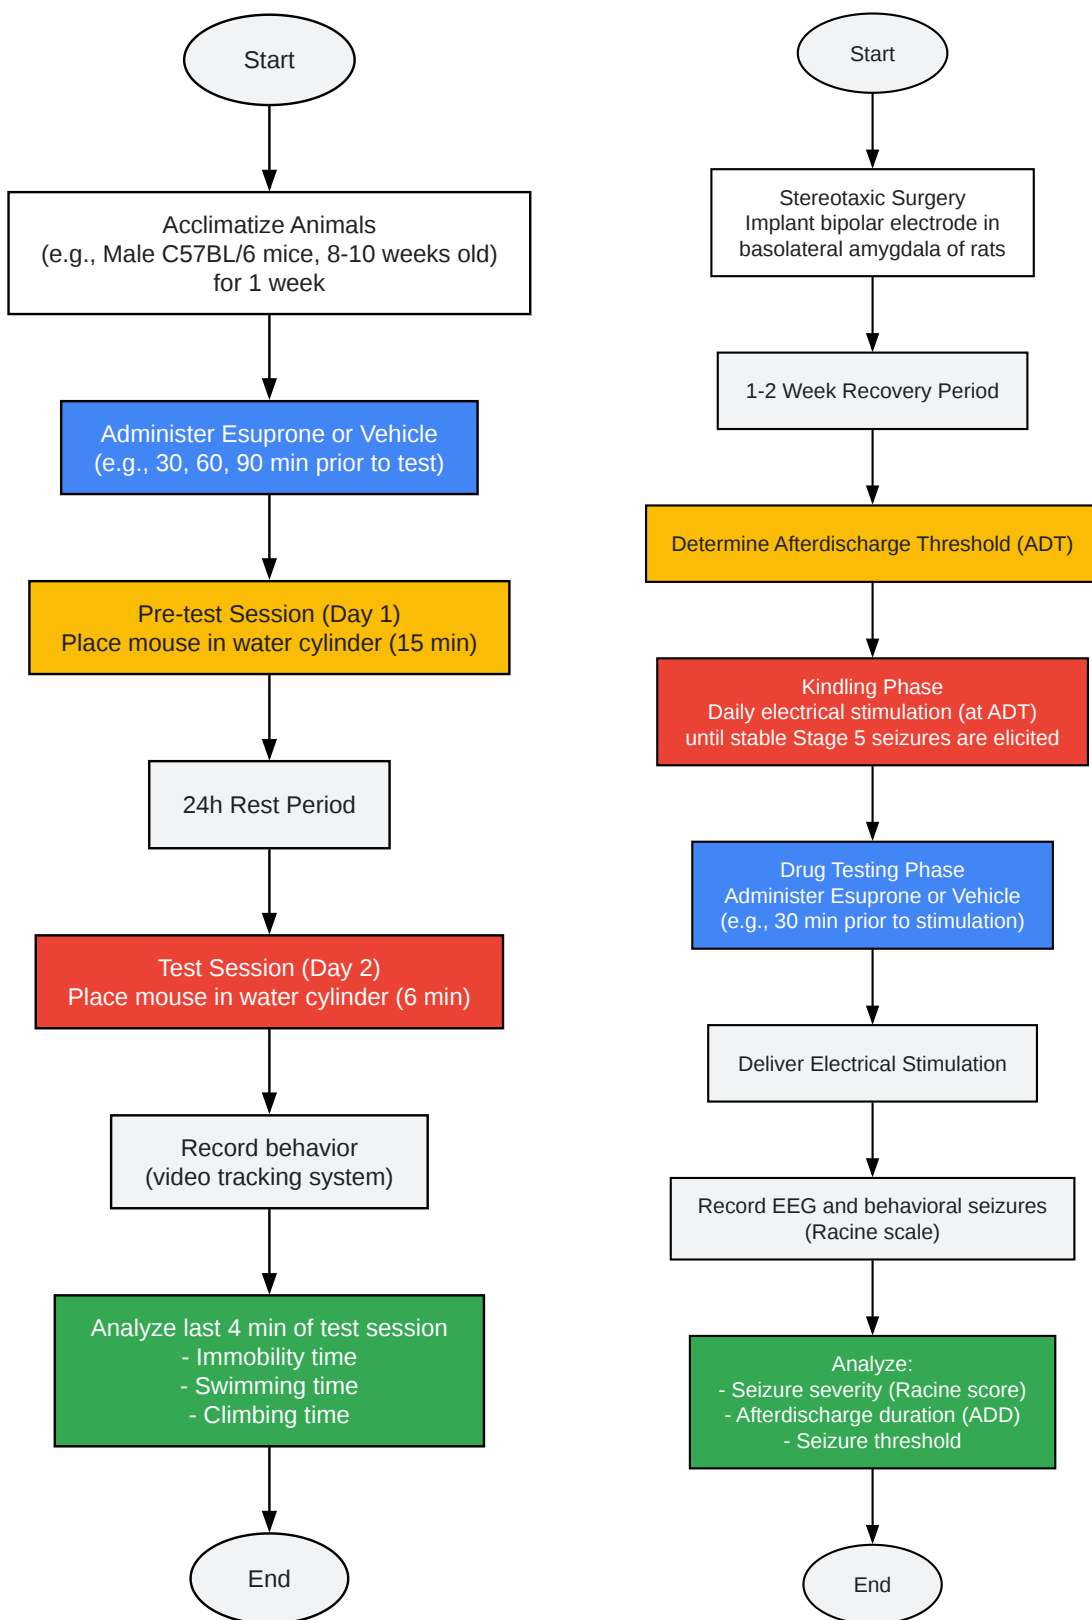 Start
Acclimatize Animals
(e.g., Male C57BL/6 mice, 8-10 weeks old)
for 1 week
Administer Esuprone or Vehicle
(e.g., 30, 60, 90 min prior to test)
Pre-test Session (Day 1)
Place mouse in water cylinder (15 min)
24h Rest Period
Test Session (Day 2)
Place mouse in water cylinder (6 min)
Record behavior
(video tracking system)
Analyze last 4 min of test session
- Immobility time
- Swimming time
- Climbing time
End
Start
Stereotaxic Surgery
Implant bipolar electrode in
basolateral amygdala of rats
1-2 Week Recovery Period
Determine Afterdischarge Threshold (ADT)
Kindling Phase
Daily electrical stimulation (at ADT)
until stable Stage 5 seizures are elicited
Drug Testing Phase
Administer Esuprone or Vehicle
(e.g., 30 min prior to stimulation)
Deliver Electrical Stimulation
Record EEG and behavioral seizures
(Racine scale)
Analyze:
- Seizure severity (Racine score)
- Afterdischarge duration (ADD)
- Seizure threshold
End